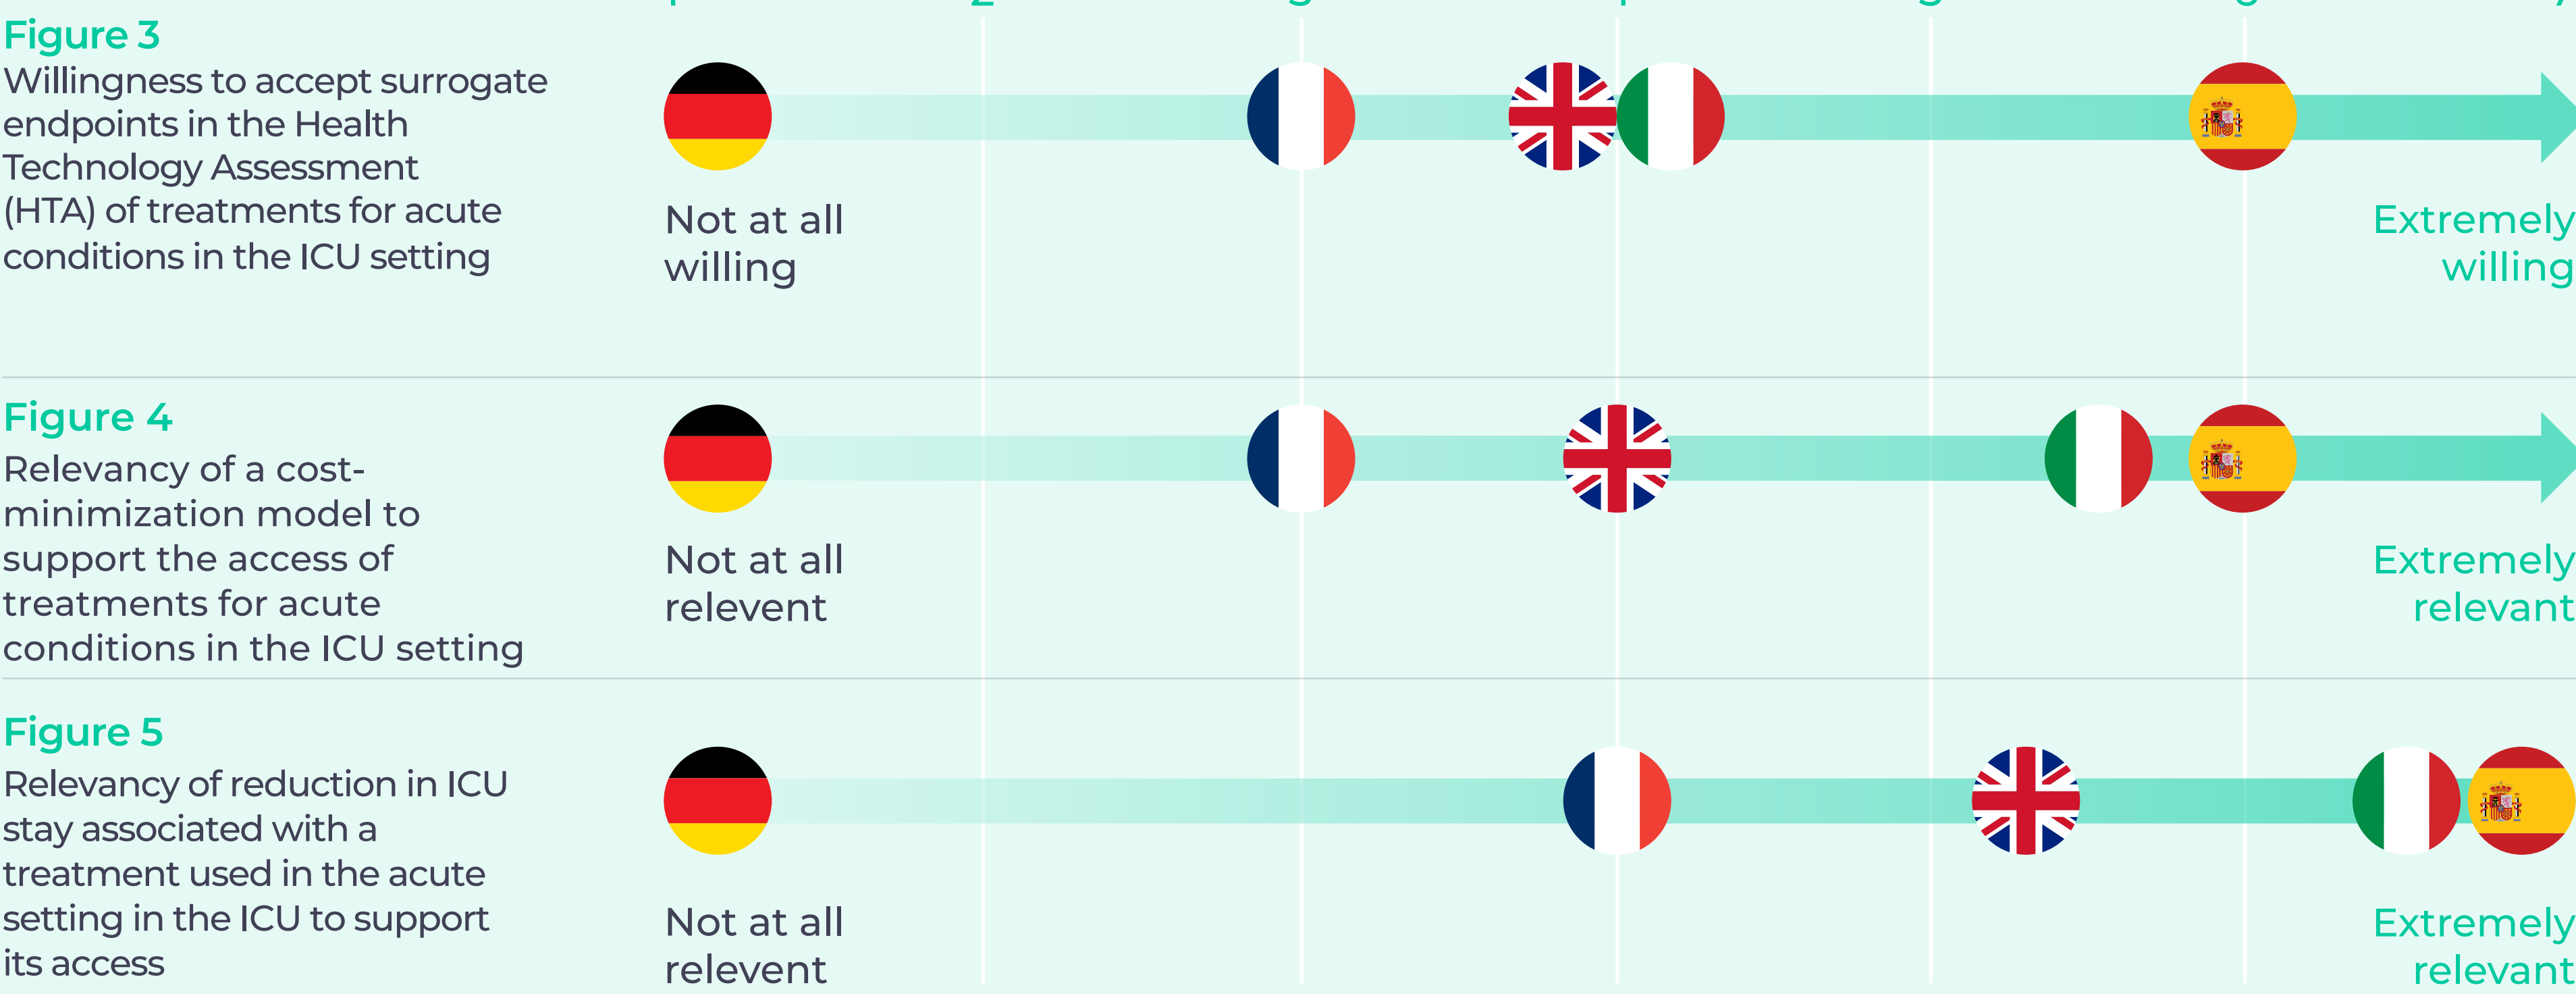 Figure 3
Willingness to accept surrogate
endpoints in the Health
Technology Assessment
(HTA) of treatments for acute
conditions in the ICU setting
Not at all
willing
Extremely
willing
Figure 4
Relevancy of a cost-
minimization model to
support the access of
treatments for acute
conditions in the ICU setting
Not at all
relevent
Extremely
relevant
Figure 5
Relevancy of reduction in ICU
stay associated with a
treatment used in the acute
setting in the ICU to support
its access
Not at all
relevent
Extremely
relevant